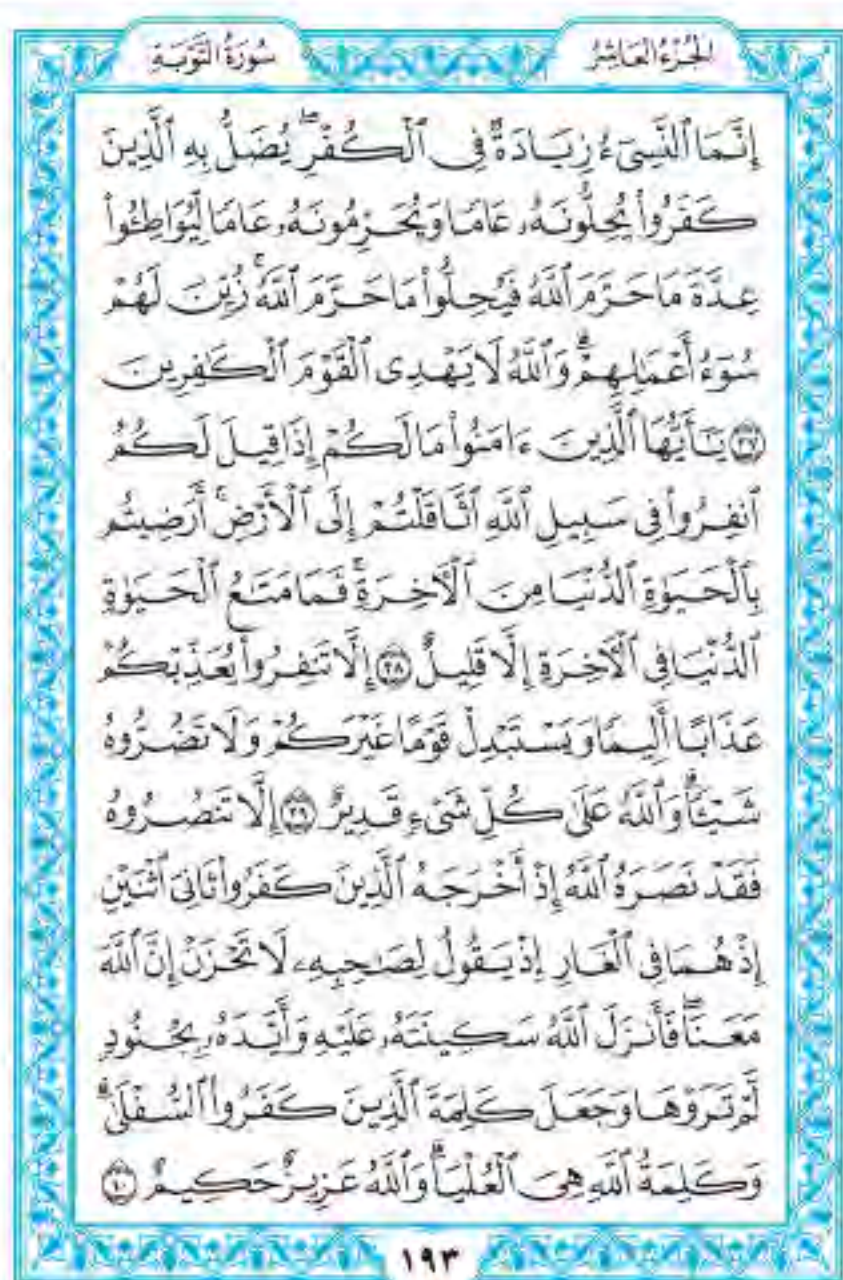 الجُزْءُ العَاشِرُ
سُورَةُ التَّوْبَةِ
إِنَّمَا ٱلنَّسِىٓءُ زِيَادَةٌ فِى ٱلْكُفْرِ ۖ يُضَلُّ بِهِ ٱلَّذِينَ
كَفَرُوا۟ يُحِلُّونَهُۥ عَامًا وَيُحَرِّمُونَهُۥ عَامًا لِّيُوَاطِـُٔوا۟
عِدَّةَ مَا حَرَّمَ ٱللَّهُ فَيُحِلُّوا۟ مَا حَرَّمَ ٱللَّهُ ۚ زُيِّنَ لَهُمْ
سُوٓءُ أَعْمَـٰلِهِمْ ۗ وَٱللَّهُ لَا يَهْدِى ٱلْقَوْمَ ٱلْكَـٰفِرِينَ
۝٣٧ يَـٰٓأَيُّهَا ٱلَّذِينَ ءَامَنُوا۟ مَا لَكُمْ إِذَا قِيلَ لَكُمُ
ٱنفِرُوا۟ فِى سَبِيلِ ٱللَّهِ ٱثَّاقَلْتُمْ إِلَى ٱلْأَرْضِ ۚ أَرَضِيتُم
بِٱلْحَيَوٰةِ ٱلدُّنْيَا مِنَ ٱلْـَٔاخِرَةِ ۚ فَمَا مَتَـٰعُ ٱلْحَيَوٰةِ
ٱلدُّنْيَا فِى ٱلْـَٔاخِرَةِ إِلَّا قَلِيلٌ ۝٣٨ إِلَّا تَنفِرُوا۟ يُعَذِّبْكُمْ
عَذَابًا أَلِيمًا وَيَسْتَبْدِلْ قَوْمًا غَيْرَكُمْ وَلَا تَضُرُّوهُ
شَيْـًٔا ۗ وَٱللَّهُ عَلَىٰ كُلِّ شَىْءٍ قَدِيرٌ ۝٣٩ إِلَّا تَنصُرُوهُ
فَقَدْ نَصَرَهُ ٱللَّهُ إِذْ أَخْرَجَهُ ٱلَّذِينَ كَفَرُوا۟ ثَانِىَ ٱثْنَيْنِ
إِذْ هُمَا فِى ٱلْغَارِ إِذْ يَقُولُ لِصَـٰحِبِهِۦ لَا تَحْزَنْ إِنَّ ٱللَّهَ
مَعَنَا ۖ فَأَنزَلَ ٱللَّهُ سَكِينَتَهُۥ عَلَيْهِ وَأَيَّدَهُۥ بِجُنُودٍ
لَّمْ تَرَوْهَا وَجَعَلَ كَلِمَةَ ٱلَّذِينَ كَفَرُوا۟ ٱلسُّفْلَىٰ ۗ
وَكَلِمَةُ ٱللَّهِ هِىَ ٱلْعُلْيَا ۗ وَٱللَّهُ عَزِيزٌ حَكِيمٌ ۝٤٠
١٩٣